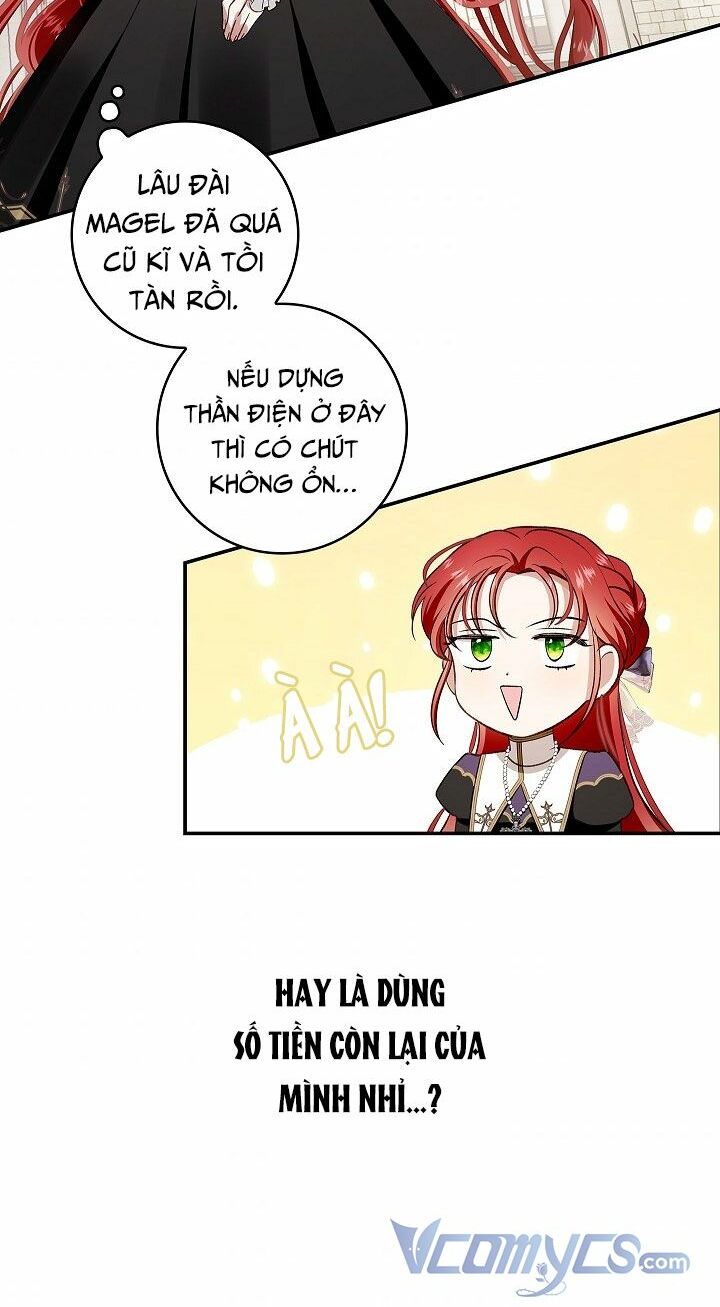 LÂU ĐÀI
MAGEL ĐÃ QUÁ
CŨ KĨ VÀ TỒI
TÀN RỒI.
NẾU DỰNG
THẦN ĐIỆN Ở ĐÂY
THÌ CÓ CHÚT
KHÔNG ỔN...
À À!
HAY LÀ DÙNG
SỐ TIỀN CÒN LẠI CỦA
MÌNH NHỈ...?
VCOMYCS.com